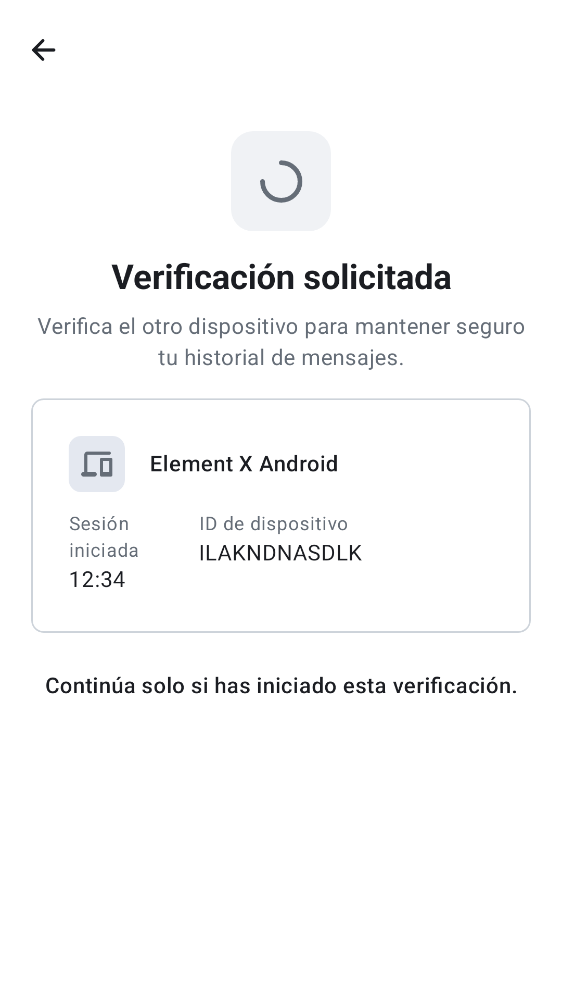 Verificación solicitada
Verifica el otro dispositivo para mantener seguro
tu historial de mensajes.
Element X Android
Sesión
iniciada
12:34
ID de dispositivo
ILAKNDNASDLK
Continúa solo si has iniciado esta verificación.